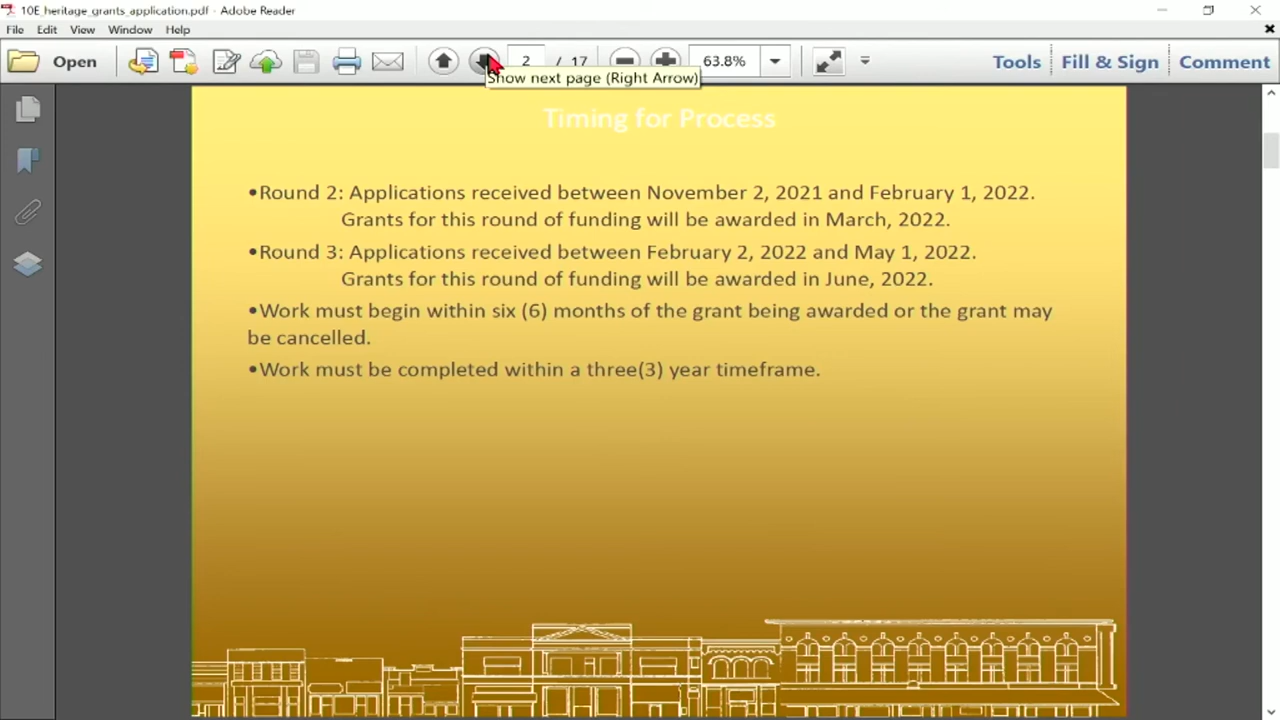 10E_heritage_grants_application.pdf - Adobe Reader
File Edit View Window Help
Open 2 / 17 63.8% Tools Fill & Sign Comment
Show next page (Right Arrow)
Timing for Process
•Round 2: Applications received between November 2, 2021 and February 1, 2022.
Grants for this round of funding will be awarded in March, 2022.
•Round 3: Applications received between February 2, 2022 and May 1, 2022.
Grants for this round of funding will be awarded in June, 2022.
•Work must begin within six (6) months of the grant being awarded or the grant may
be cancelled.
•Work must be completed within a three(3) year timeframe.